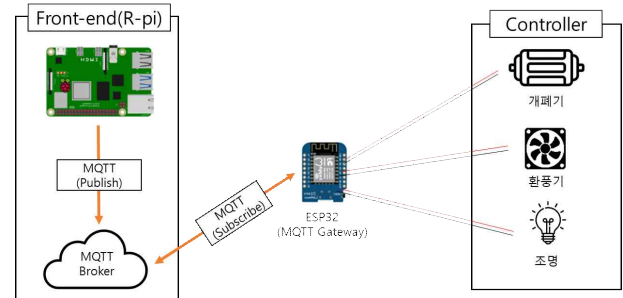 Front-end(R-pi)
HDMI
MQTT
(Publish)
MQTT
Broker
MQTT
(Subscribe)
ESP32
(MQTT Gateway)
Controller
개폐기
환풍기
조명